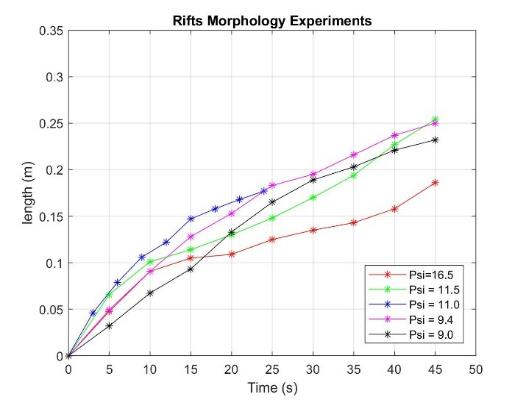 Rifts Morphology Experiments
0.35
0.3
0.25
0.2
0.15
0.1
0.05
0
length (m)
Psi=16.5
Psi = 11.5
Psi = 11.0
Psi = 9.4
Psi = 9.0
0 5 10 15 20 25 30 35 40 45 50
Time (s)